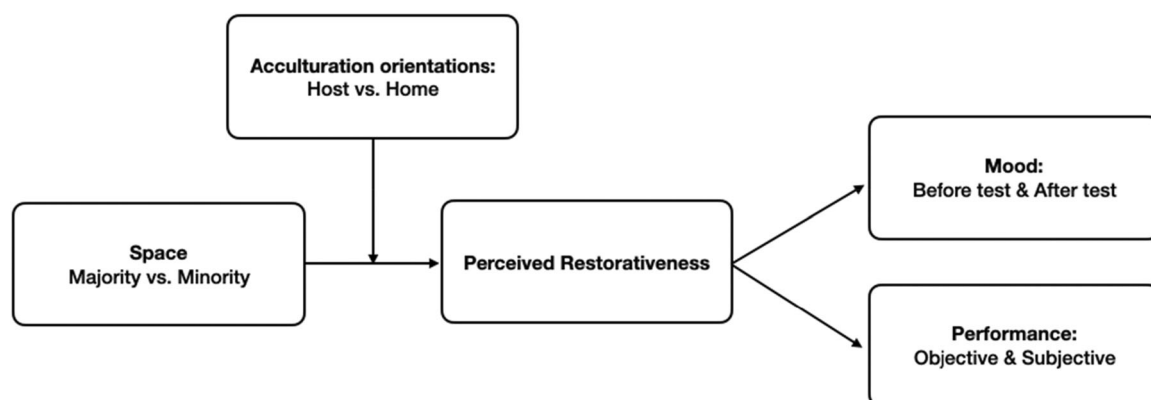 Acculturation orientations:
Host vs. Home
Space
Majority vs. Minority
Perceived Restorativeness
Mood:
Before test & After test
Performance:
Objective & Subjective